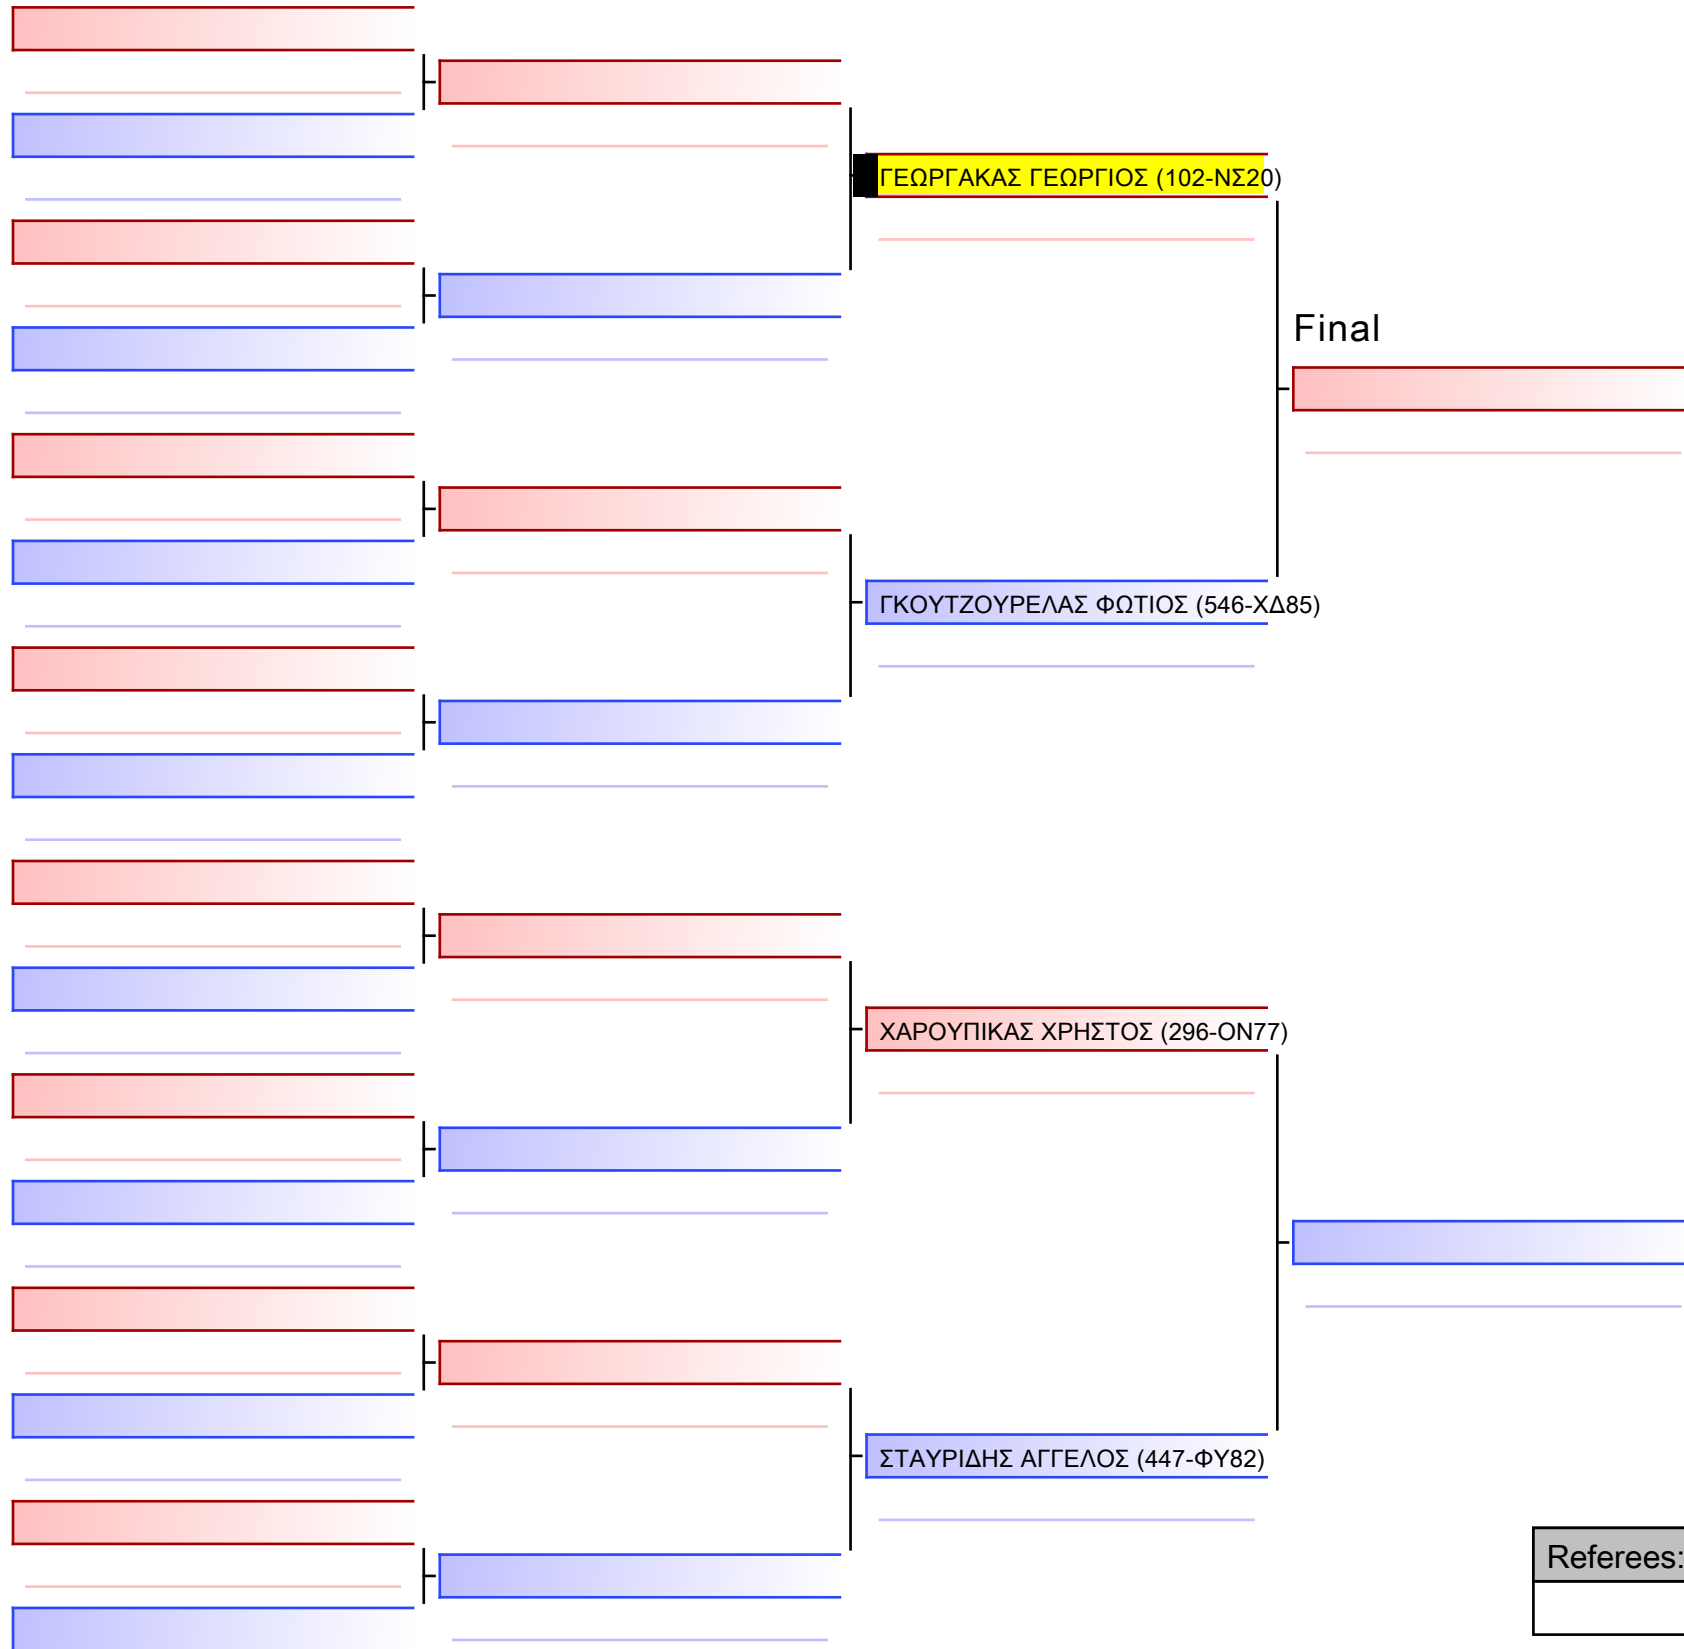 ΓΕΩΡΓΑΚΑΣ ΓΕΩΡΓΙΟΣ (102-ΝΣ20)
Final
ΓΚΟΥΤΖΟΥΡΕΛΑΣ ΦΩΤΙΟΣ (546-ΧΔ85)
ΧΑΡΟΥΠΙΚΑΣ ΧΡΗΣΤΟΣ (296-ΟΝ77)
ΣΤΑΥΡΙΔΗΣ ΑΓΓΕΛΟΣ (447-ΦΥ82)
Referees: